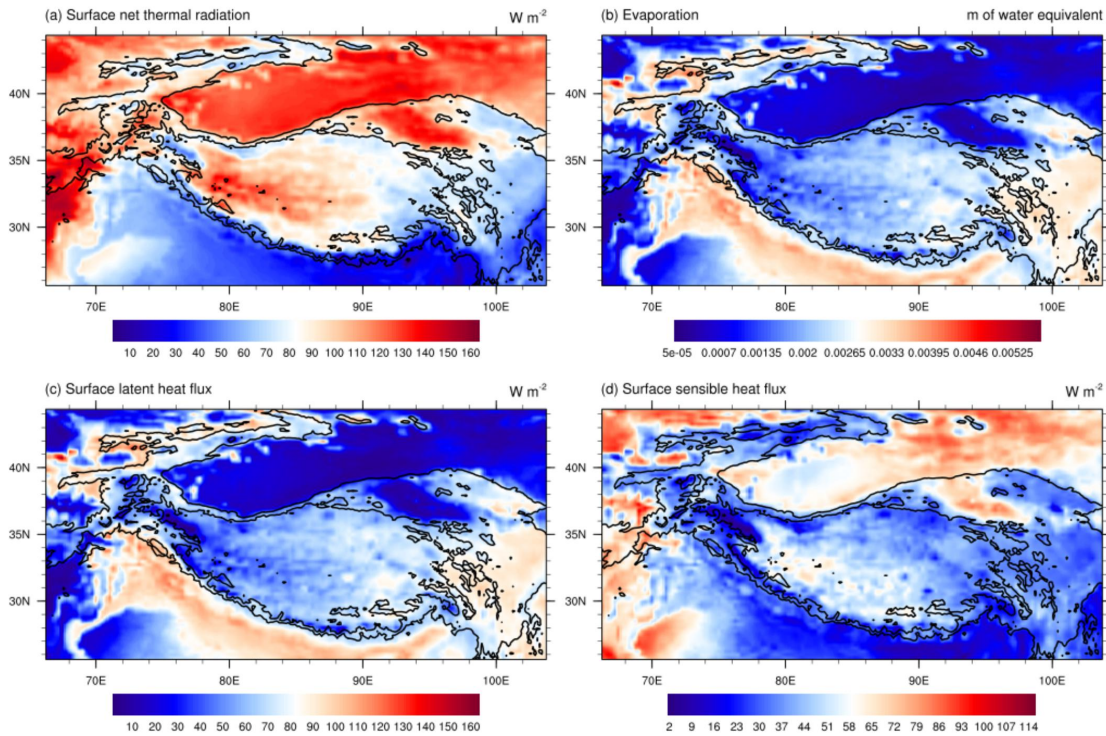 (a) Surface net thermal radiation W m-2
(b) Evaporation m of water equivalent
40N
35N
30N
70E 80E 90E 100E
10 20 30 40 50 60 70 80 90 100 110 120 130 140 150 160
40N
35N
30N
70E 80E 90E 100E
5e-05 0.0007 0.00135 0.002 0.00265 0.0033 0.00395 0.0046 0.00525
(c) Surface latent heat flux W m-2
(d) Surface sensible heat flux W m-2
40N
35N
30N
70E 80E 90E 100E
10 20 30 40 50 60 70 80 90 100 110 120 130 140 150 160
40N
35N
30N
70E 80E 90E 100E
2 9 16 23 30 37 44 51 58 65 72 79 86 93 100 107 114